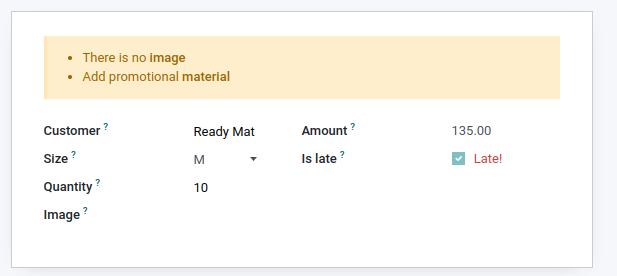 There is no image
Add promotional material
Customer ? Ready Mat Amount ? 135.00
Size ? M Is late ? Late!
Quantity ? 10
Image ?